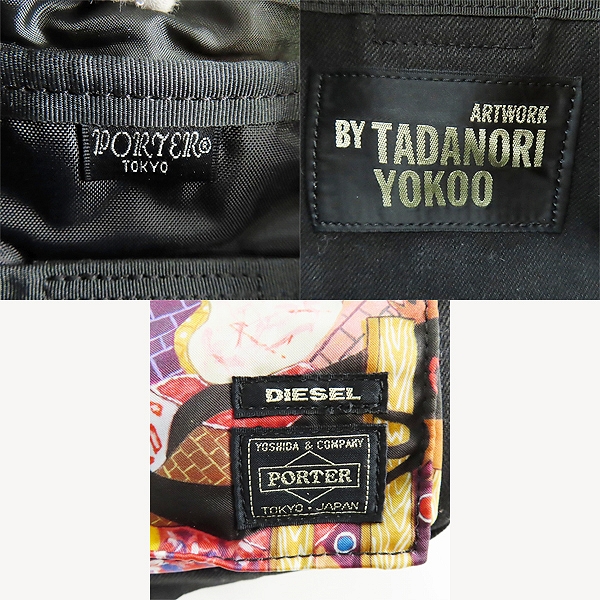 PORTER®
TOKYO
ARTWORK
BY TADANORI
YOKOO
DIESEL
YOSHIDA & COMPANY
PORTER
TOKYO・JAPAN